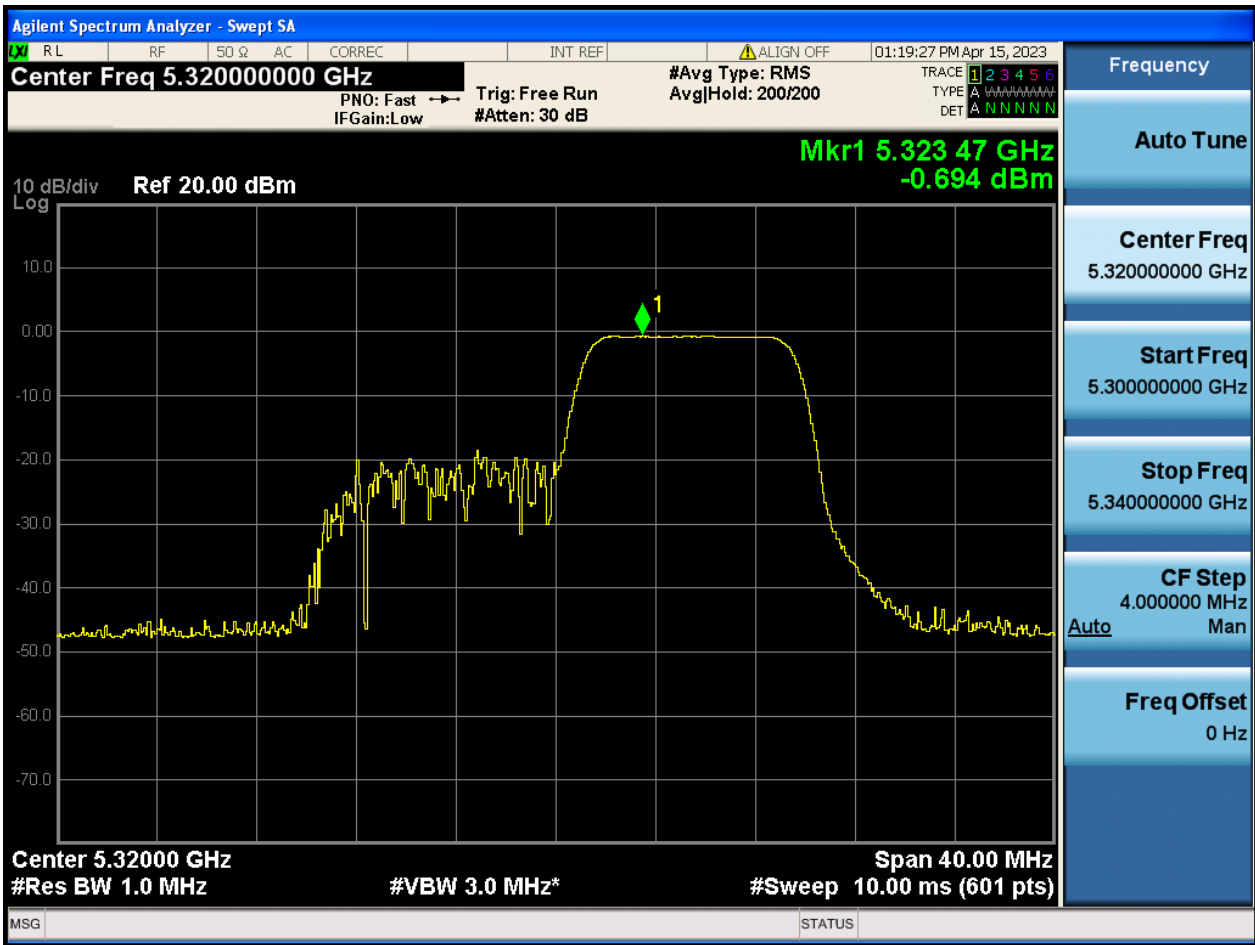 Agilent Spectrum Analyzer - Swept SA
LXI RL RF 50 Ω AC CORREC INT REF ALIGN OFF 01:19:27 PM Apr 15, 2023
Center Freq 5.320000000 GHz
PNO: Fast
IFGain:Low
Trig: Free Run
#Atten: 30 dB
#Avg Type: RMS
Avg|Hold: 200/200
TRACE 1 2 3 4 5 6
TYPE A WWWWWW
DET A N N N N N
Mkr1 5.323 47 GHz
-0.694 dBm
10 dB/div Ref 20.00 dBm
Log
1
10.0
0.00
-10.0
-20.0
-30.0
-40.0
-50.0
-60.0
-70.0
Center 5.32000 GHz Span 40.00 MHz
#Res BW 1.0 MHz #VBW 3.0 MHz* #Sweep 10.00 ms (601 pts)
MSG STATUS
Frequency
Auto Tune
Center Freq
5.320000000 GHz
Start Freq
5.300000000 GHz
Stop Freq
5.340000000 GHz
CF Step
4.000000 MHz
Auto Man
Freq Offset
0 Hz